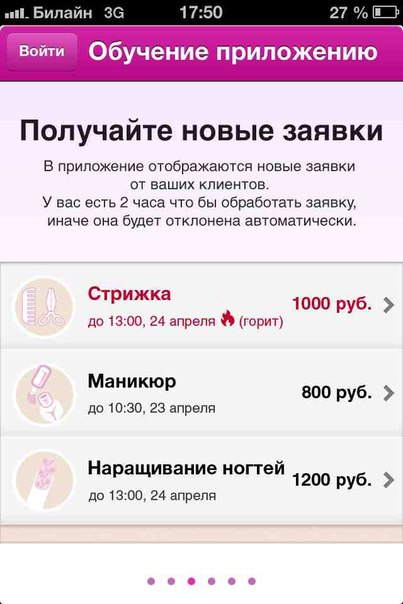 Билайн 3G 17:50 27 %
Войти Обучение приложению
Получайте новые заявки
В приложение отображаются новые заявки
от ваших клиентов.
У вас есть 2 часа что бы обработать заявку,
иначе она будет отклонена автоматически.
Стрижка 1000 руб.
до 13:00, 24 апреля (горит)
Маникюр 800 руб.
до 10:30, 23 апреля
Наращивание ногтей 1200 руб.
до 13:00, 24 апреля